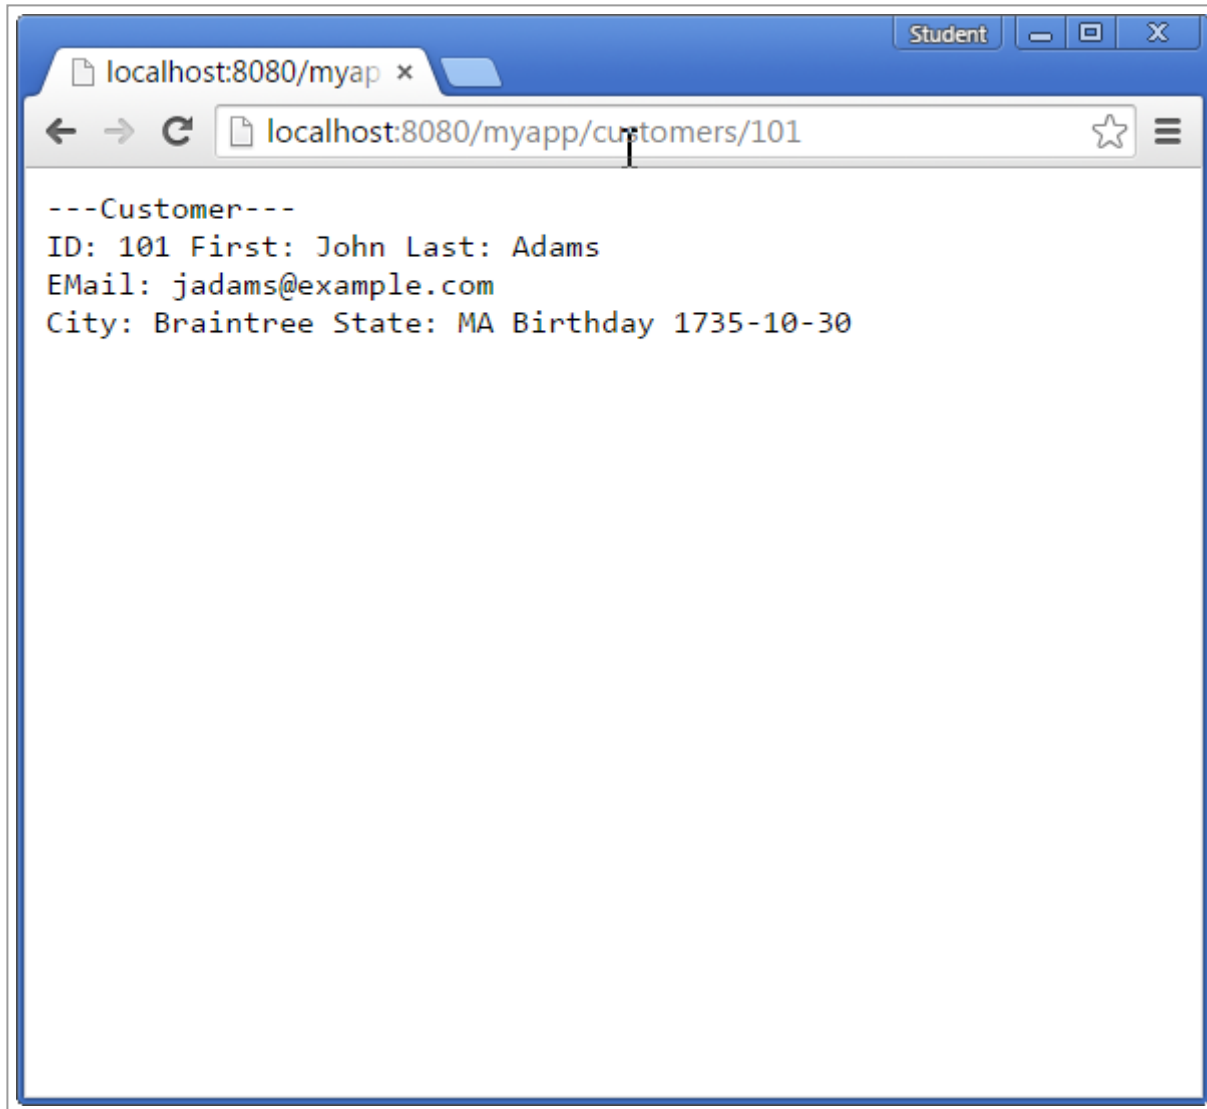 Student
localhost:8080/myap
localhost:8080/myapp/customers/101
---Customer---
ID: 101 First: John Last: Adams
EMail: jadams@example.com
City: Braintree State: MA Birthday 1735-10-30